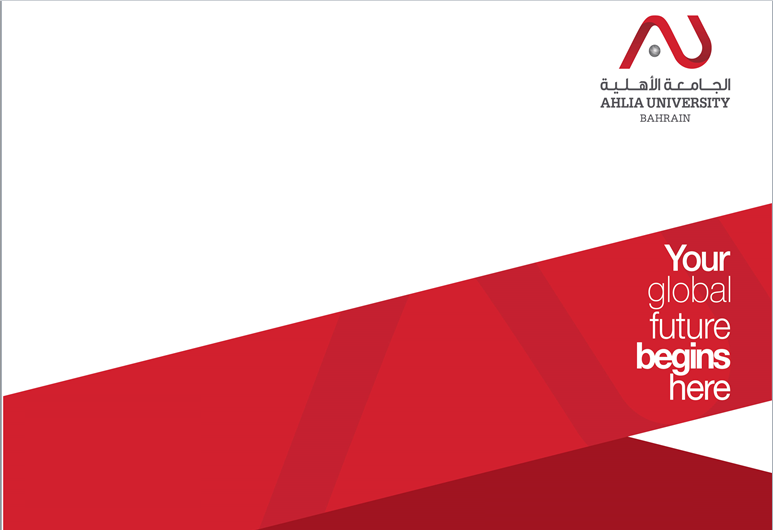 الجامعة الأهلية
AHLIA UNIVERSITY
BAHRAIN
Your
global
future
begins
here